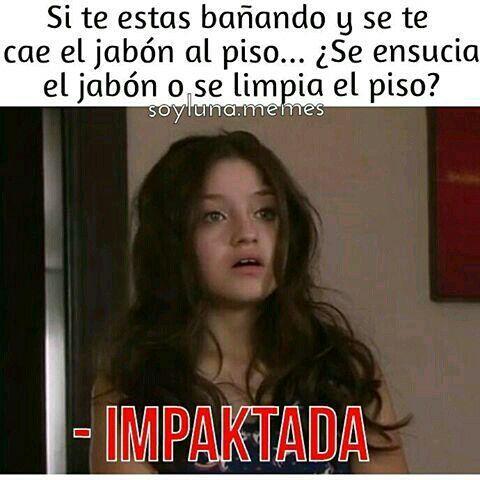 Si te estas bañando y se te
cae el jabón al piso... ¿Se ensucia
el jabón o se limpia el piso?
soyluna.memes
- IMPAKTADA